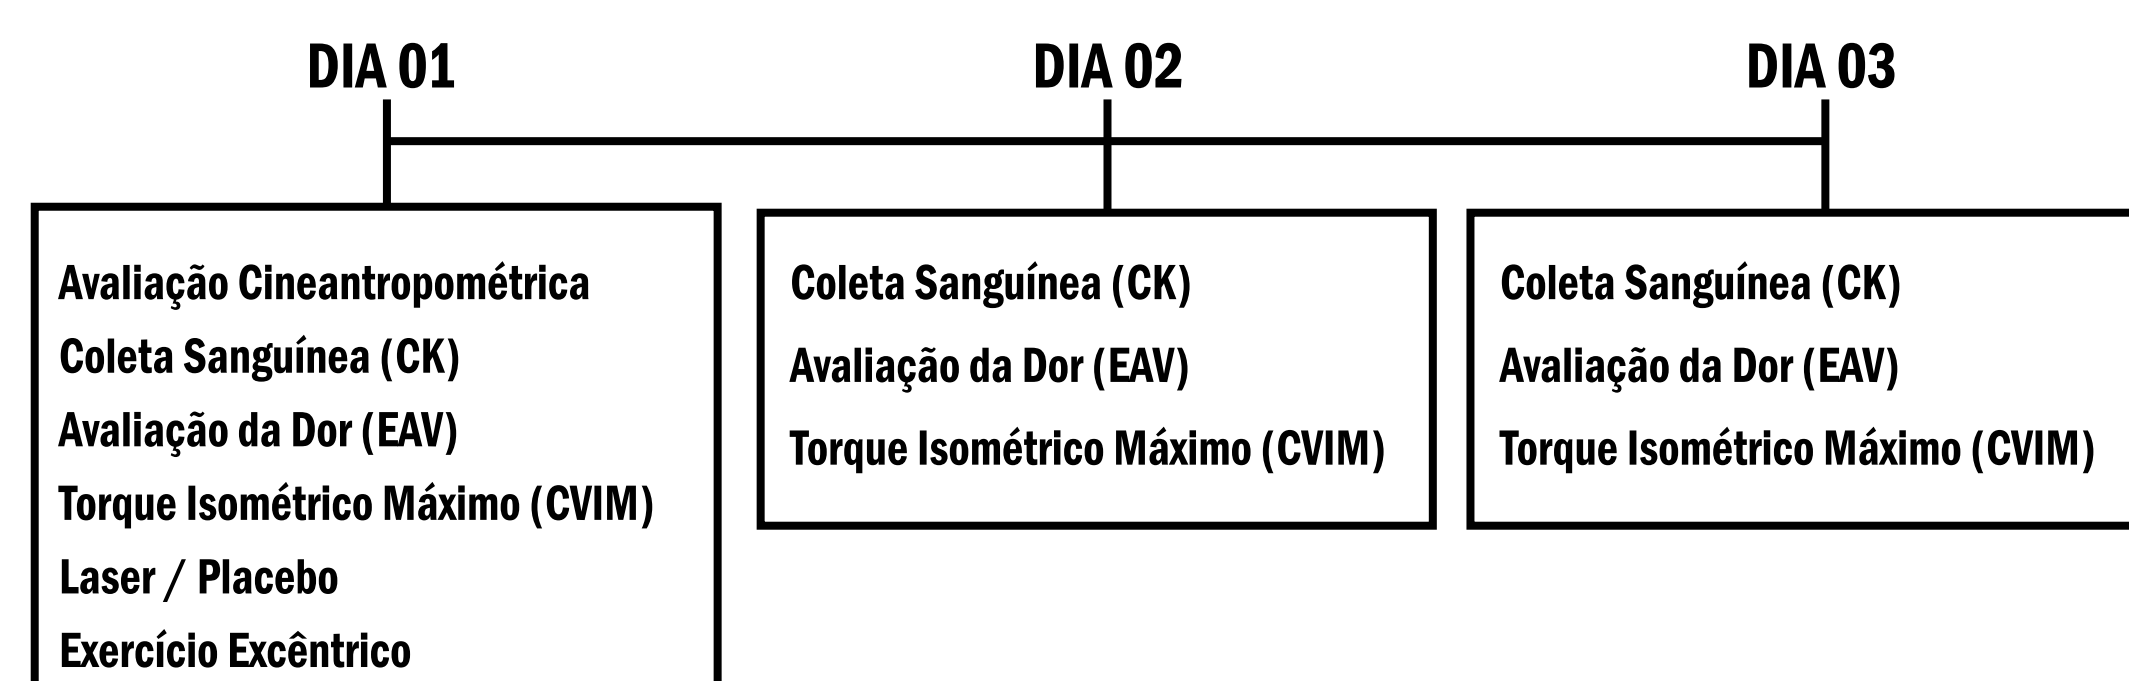 DIA 01
DIA 02
DIA 03
Avaliação Cineantropométrica
Coleta Sanguínea (CK)
Avaliação da Dor (EAV)
Torque Isométrico Máximo (CVIM)
Laser / Placebo
Exercício Excêntrico
Coleta Sanguínea (CK)
Avaliação da Dor (EAV)
Torque Isométrico Máximo (CVIM)
Coleta Sanguínea (CK)
Avaliação da Dor (EAV)
Torque Isométrico Máximo (CVIM)